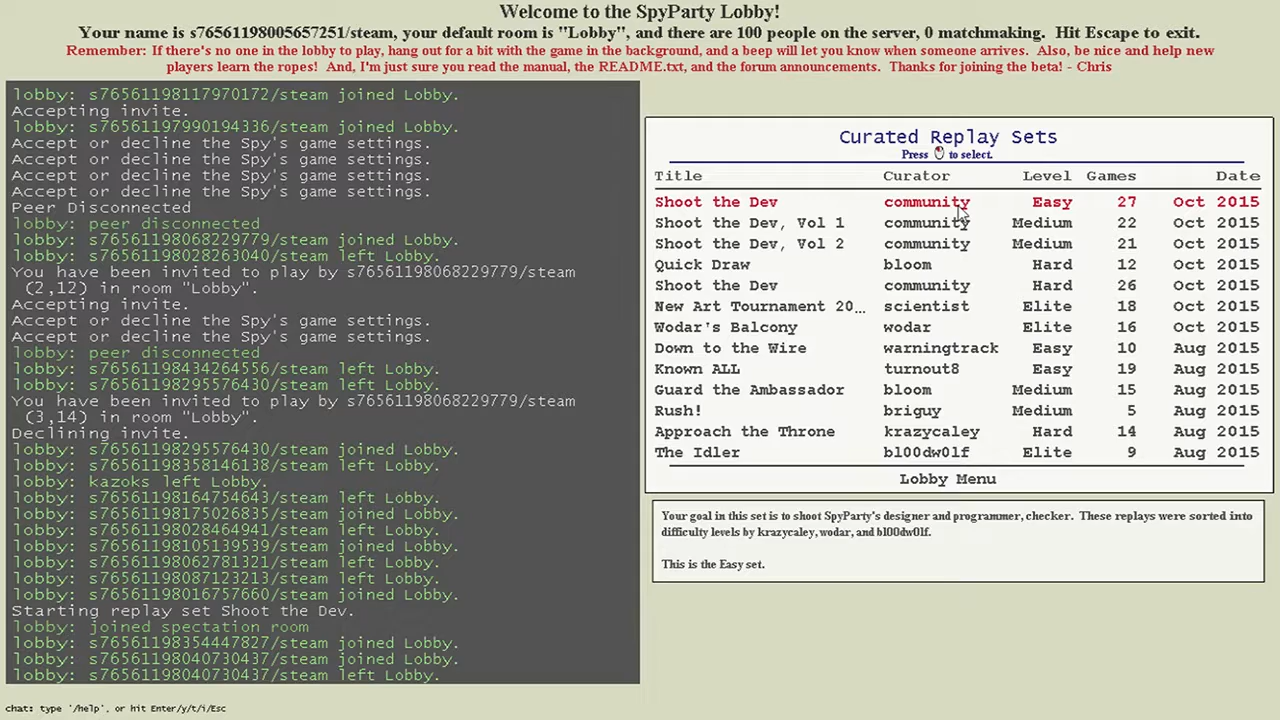 Welcome to the SpyParty Lobby!
Your name is s76561198005657251/steam, your default room is "Lobby", and there are 100 people on the server, 0 matchmaking. Hit Escape to exit.
Remember: If there's no one in the lobby to play, hang out for a bit with the game in the background, and a beep will let you know when someone arrives. Also, be nice and help new
players learn the ropes! And, I'm just sure you read the manual, the README.txt, and the forum announcements. Thanks for joining the beta! - Chris
lobby: s76561198117970172/steam joined Lobby.
Accepting invite.
lobby: s76561197990194336/steam joined Lobby.
Accept or decline the Spy's game settings.
Accept or decline the Spy's game settings.
Accept or decline the Spy's game settings.
Accept or decline the Spy's game settings.
Peer Disconnected
lobby: peer disconnected
lobby: s76561198068229779/steam joined Lobby.
lobby: s76561198028263040/steam left Lobby.
You have been invited to play by s76561198068229779/steam
(2,12) in room "Lobby".
Accepting invite.
Accept or decline the Spy's game settings.
Accept or decline the Spy's game settings.
lobby: peer disconnected
lobby: s76561198434264556/steam left Lobby.
lobby: s76561198295576430/steam left Lobby.
You have been invited to play by s76561198068229779/steam
(3,14) in room "Lobby".
Declining invite.
lobby: s76561198295576430/steam joined Lobby.
lobby: s76561198358146138/steam left Lobby.
lobby: kazoks left Lobby.
lobby: s76561198164754643/steam left Lobby.
lobby: s76561198175026835/steam joined Lobby.
lobby: s76561198028464941/steam left Lobby.
lobby: s76561198105139539/steam joined Lobby.
lobby: s76561198062781321/steam left Lobby.
lobby: s76561198087123213/steam left Lobby.
lobby: s76561198016757660/steam joined Lobby.
Starting replay set Shoot the Dev.
lobby: joined spectation room
lobby: s76561198354447827/steam joined Lobby.
lobby: s76561198040730437/steam joined Lobby.
lobby: s76561198040730437/steam left Lobby.
chat: type '/help', or hit Enter/y/t/i/Esc
Curated Replay Sets
Press to select.
Title Curator Level Games Date
Shoot the Dev community Easy 27 Oct 2015
Shoot the Dev, Vol 1 community Medium 22 Oct 2015
Shoot the Dev, Vol 2 community Medium 21 Oct 2015
Quick Draw bloom Hard 12 Oct 2015
Shoot the Dev community Hard 26 Oct 2015
New Art Tournament 20... scientist Elite 18 Oct 2015
Wodar's Balcony wodar Elite 16 Oct 2015
Down to the Wire warningtrack Easy 10 Aug 2015
Known ALL turnout8 Easy 19 Aug 2015
Guard the Ambassador bloom Medium 15 Aug 2015
Rush! briguy Medium 5 Aug 2015
Approach the Throne krazycaley Hard 14 Aug 2015
The Idler bl00dw0lf Elite 9 Aug 2015
Lobby Menu
Your goal in this set is to shoot SpyParty's designer and programmer, checker. These replays were sorted into
difficulty levels by krazycaley, wodar, and bl00dw0lf.
This is the Easy set.